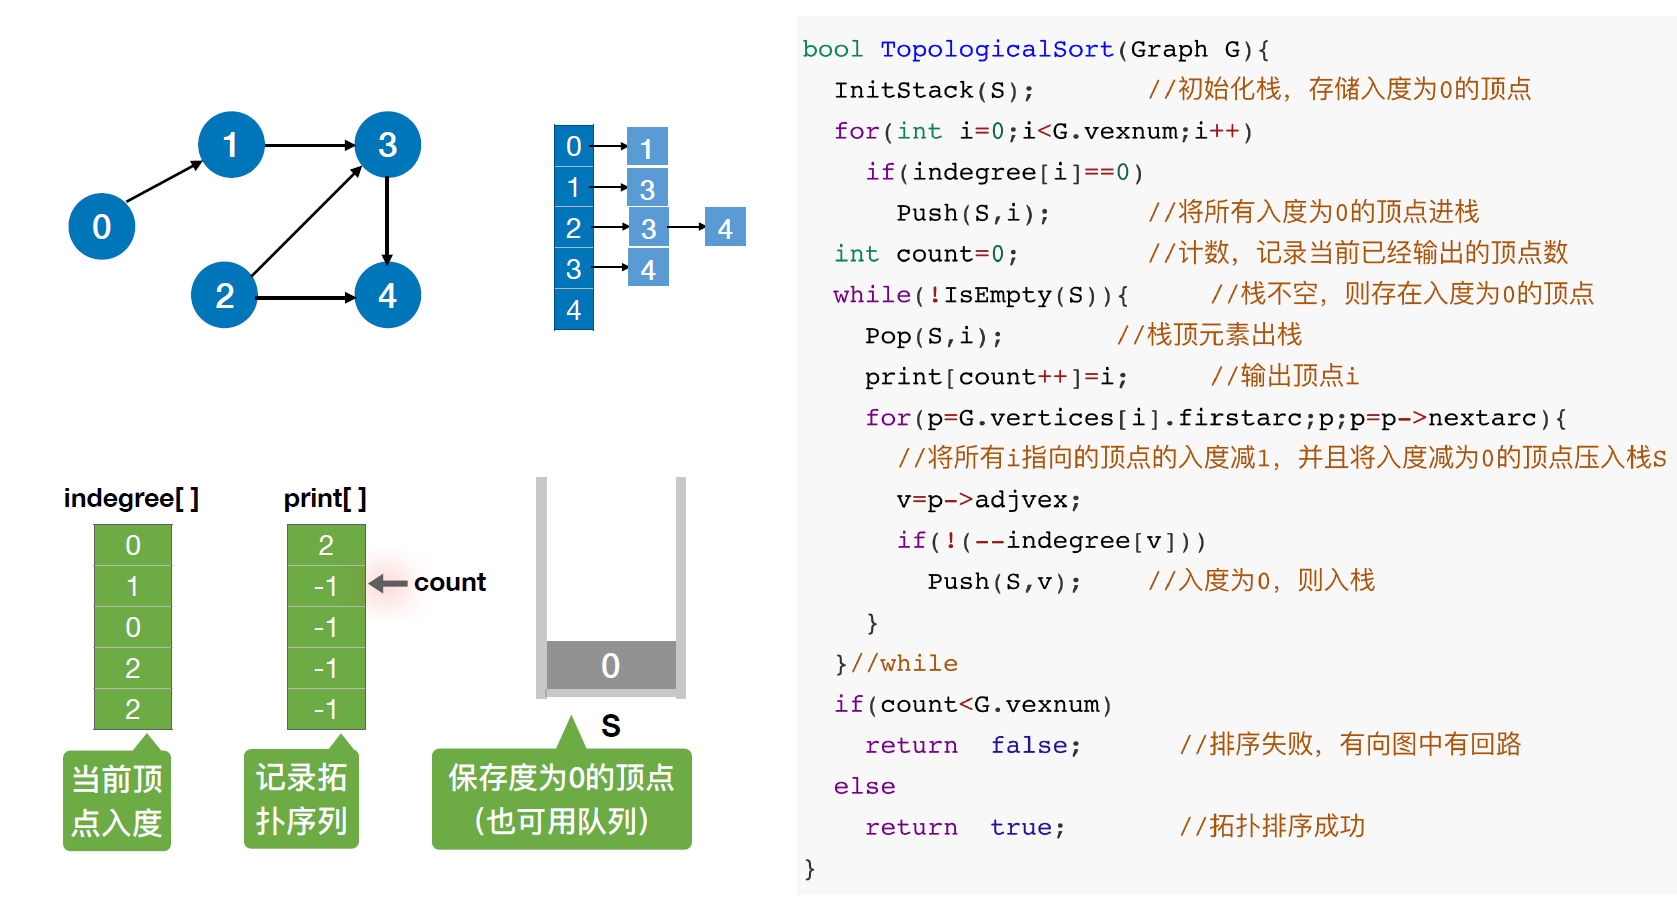 0
1
2
3
4
0 1
1 3
2 3 4
3 4
4
indegree[ ]
0
1
0
2
2
当前顶
点入度
print[ ]
2
-1
-1
-1
-1
count
记录拓
扑序列
0
S
保存度为0的顶点
（也可用队列）
bool TopologicalSort(Graph G){
InitStack(S); //初始化栈，存储入度为0的顶点
for(int i=0;i<G.vexnum;i++)
if(indegree[i]==0)
Push(S,i); //将所有入度为0的顶点进栈
int count=0; //计数，记录当前已经输出的顶点数
while(!IsEmpty(S)){ //栈不空，则存在入度为0的顶点
Pop(S,i); //栈顶元素出栈
print[count++]=i; //输出顶点i
for(p=G.vertices[i].firstarc;p;p=p->nextarc){
//将所有i指向的顶点的入度减1，并且将入度减为0的顶点压入栈S
v=p->adjvex;
if(!(--indegree[v]))
Push(S,v); //入度为0，则入栈
}
}//while
if(count<G.vexnum)
return false; //排序失败，有向图中有回路
else
return true; //拓扑排序成功
}